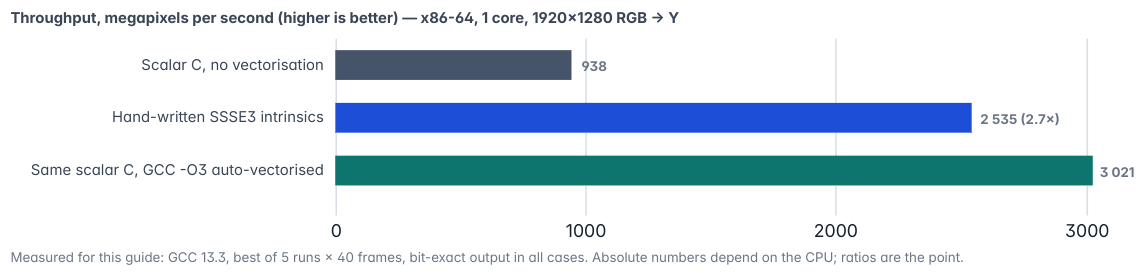 Throughput, megapixels per second (higher is better) — x86-64, 1 core, 1920×1280 RGB → Y
Scalar C, no vectorisation
938
Hand-written SSSE3 intrinsics
2 535 (2.7×)
Same scalar C, GCC -O3 auto-vectorised
3 021
0 1000 2000 3000
Measured for this guide: GCC 13.3, best of 5 runs × 40 frames, bit-exact output in all cases. Absolute numbers depend on the CPU; ratios are the point.